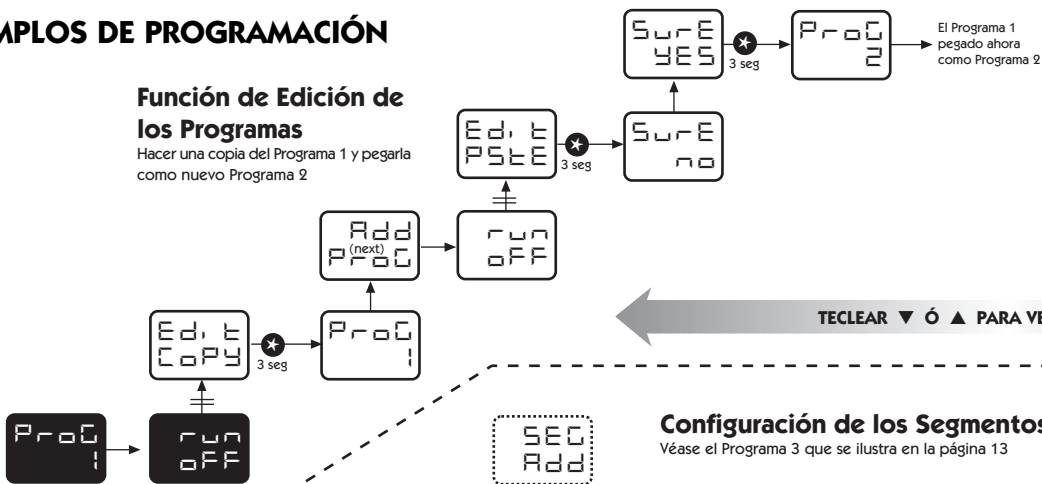 MPLOS DE PROGRAMACIÓN
Función de Edición de
los Programas
Hacer una copia del Programa 1 y pegarla
como nuevo Programa 2
SurE
YES
3 seg
ProG
2
El Programa 1
pegado ahora
como Programa 2
Edit
PStE
3 seg
SurE
no
Add
(next)
ProG
run
oFF
Edit
CoPY
3 seg
ProG
1
TECLEAR ▼ Ó ▲ PARA VE
ProG
1
run
oFF
SEG
Add
Configuración de los Segmentos
Véase el Programa 3 que se ilustra en la página 13